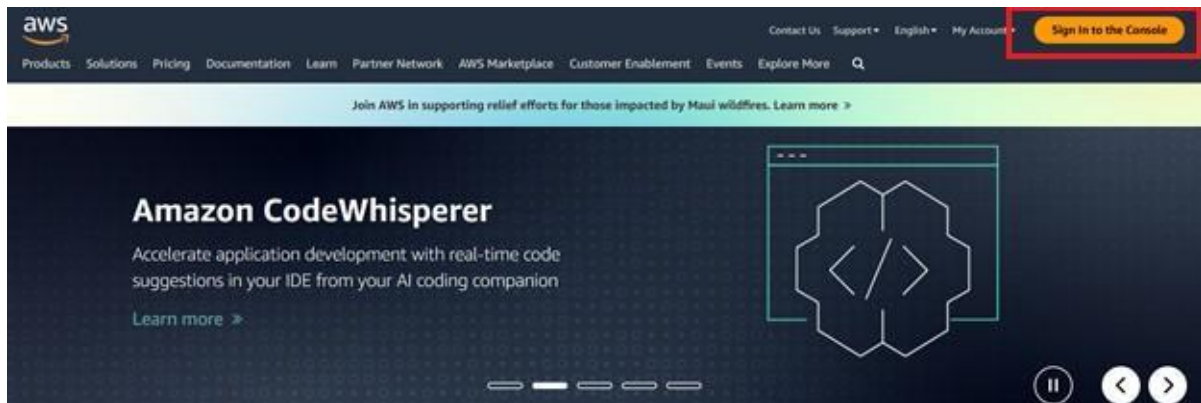 aws
Contact Us Support English My Account Sign In to the Console
Products Solutions Pricing Documentation Learn Partner Network AWS Marketplace Customer Enablement Events Explore More
Join AWS in supporting relief efforts for those impacted by Maui wildfires. Learn more »
Amazon CodeWhisperer
Accelerate application development with real-time code
suggestions in your IDE from your AI coding companion
Learn more »